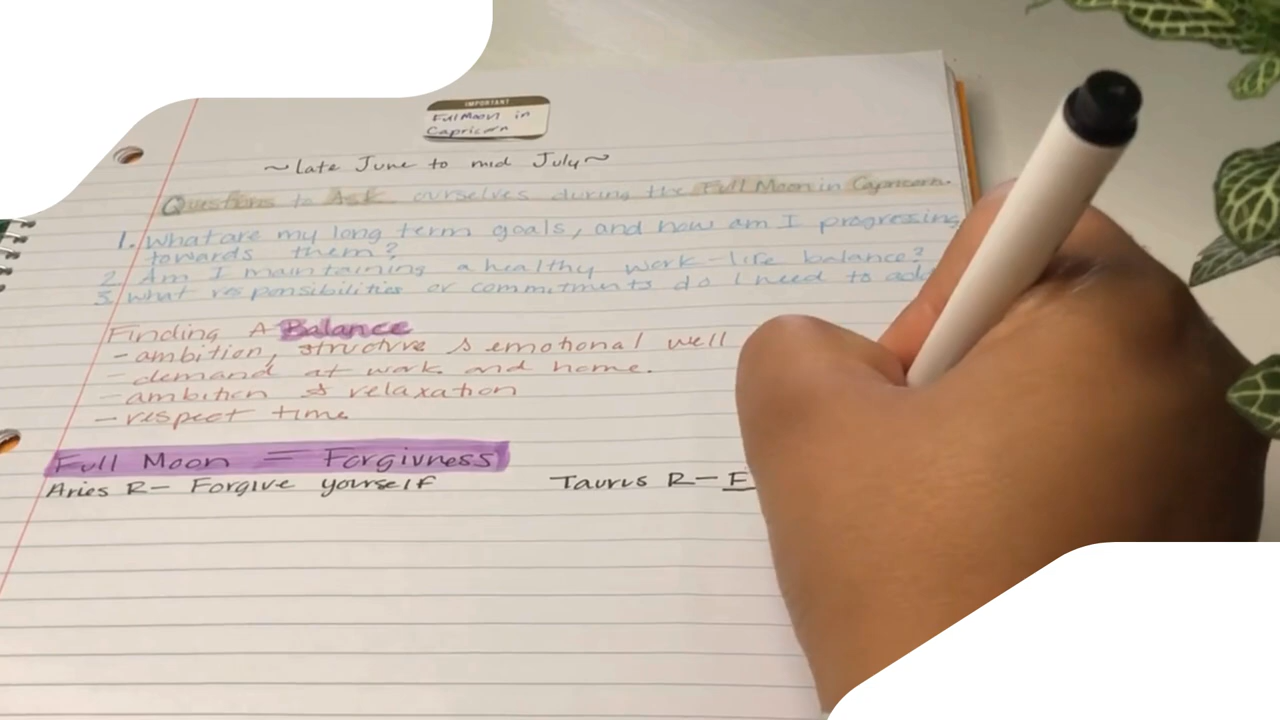 IMPORTANT
Full Moon in
Capricorn
~late June to mid July~
Questions to Ask ourselves during the Full Moon in Capricorn.
1. What are my long term goals, and how am I progressing
towards them?
2. Am I maintaining a healthy work-life balance?
3. What responsibilities or commitments do I need to
Finding A Balance
- ambition, structure & emotional well
- demand at work and home.
- ambition & relaxation
- respect time
Full Moon = Forgivness
Aries R- Forgive yourself Taurus R- F